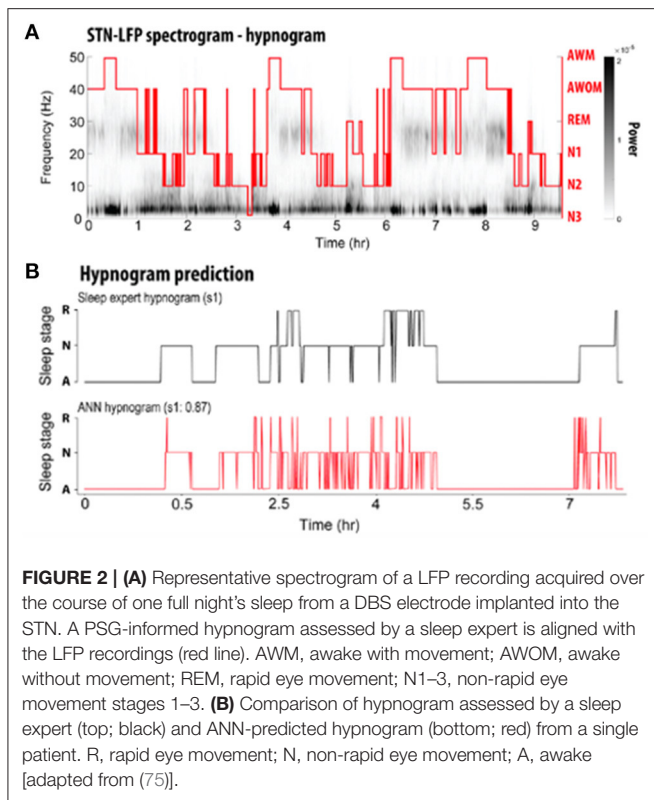 A
STN-LFP spectrogram - hypnogram
50
40
30
20
10
0
Frequency (Hz)
AWM
AWOM
REM
N1
N2
N3
2
×10⁻⁶
1
0
Power
0 1 2 3 4 5 6 7 8 9
Time (hr)
B
Hypnogram prediction
Sleep expert hypnogram (s1)
R
N
A
Sleep stage
ANN hypnogram (s1: 0.87)
R
N
A
Sleep stage
0 0.5 2.5 4 5.5 7
Time (hr)
FIGURE 2 | (A) Representative spectrogram of a LFP recording acquired over
the course of one full night's sleep from a DBS electrode implanted into the
STN. A PSG-informed hypnogram assessed by a sleep expert is aligned with
the LFP recordings (red line). AWM, awake with movement; AWOM, awake
without movement; REM, rapid eye movement; N1–3, non-rapid eye
movement stages 1–3. (B) Comparison of hypnogram assessed by a sleep
expert (top; black) and ANN-predicted hypnogram (bottom; red) from a single
patient. R, rapid eye movement; N, non-rapid eye movement; A, awake
[adapted from (75)].